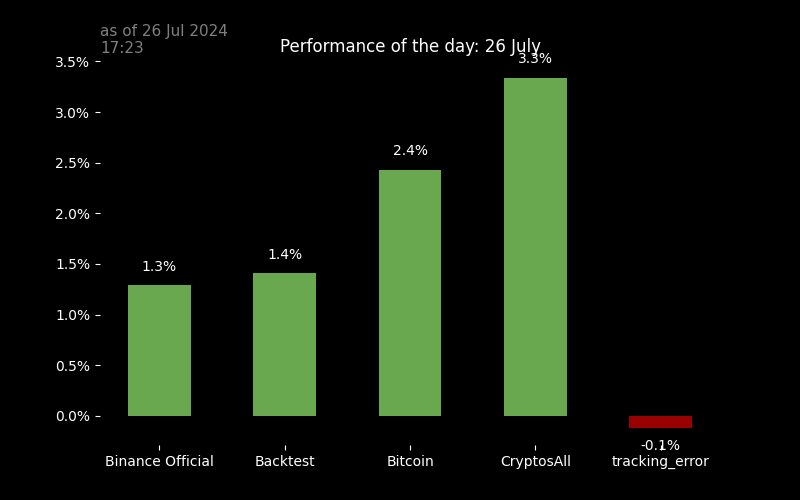 as of 26 Jul 2024
17:23
Performance of the day: 26 July
3.5%
3.0%
2.5%
2.0%
1.5%
1.0%
0.5%
0.0%
1.3%
1.4%
2.4%
3.3%
-0.1%
Binance Official
Backtest
Bitcoin
CryptosAll
tracking_error